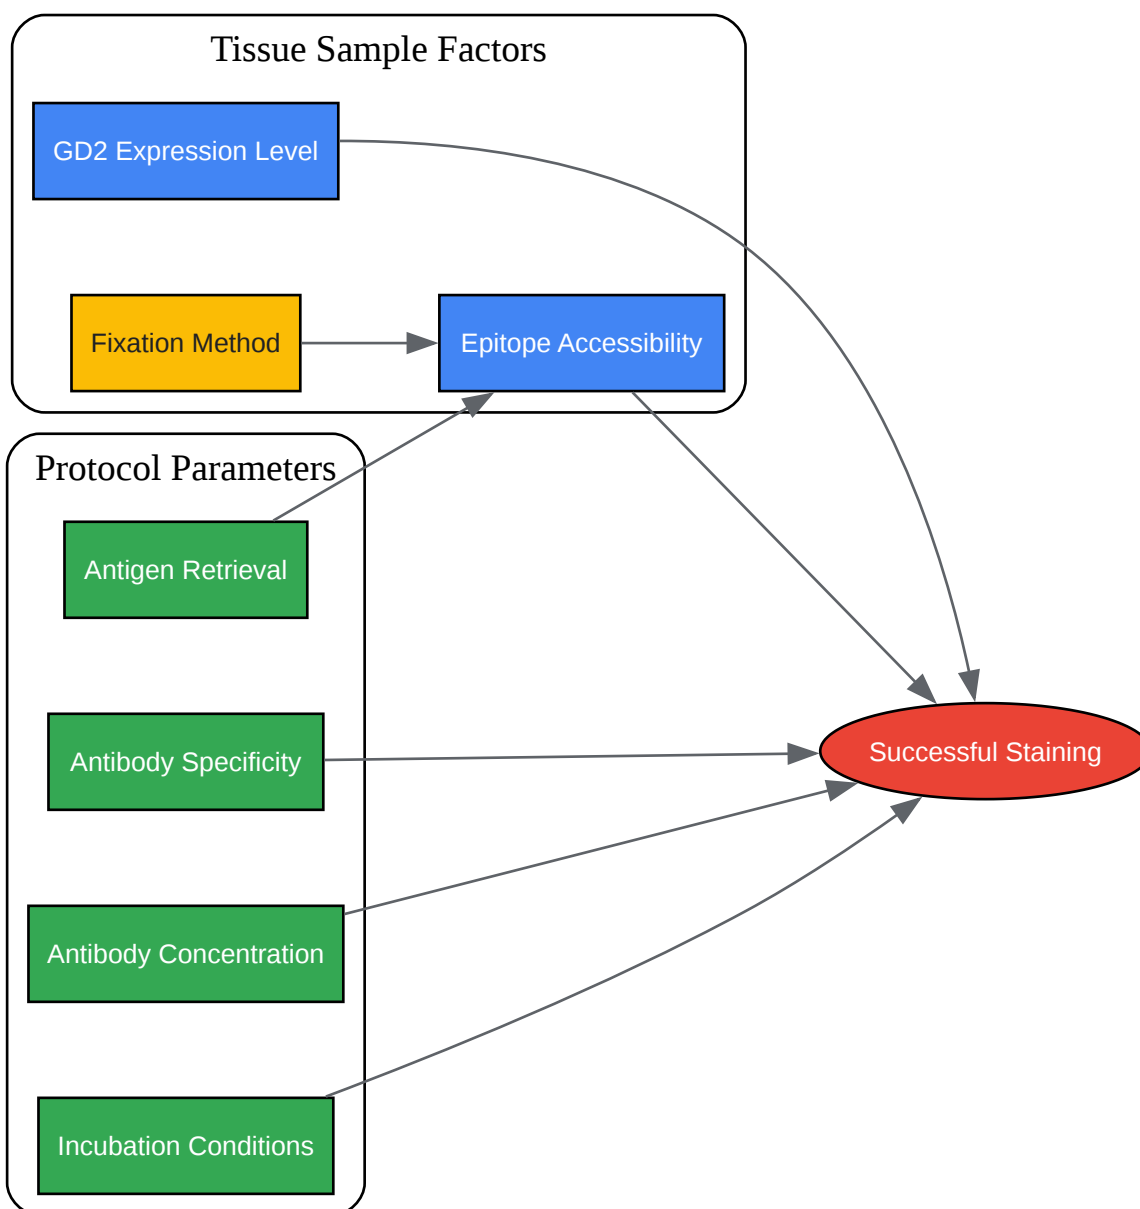 Tissue Sample Factors
GD2 Expression Level
Fixation Method
Epitope Accessibility
Protocol Parameters
Antigen Retrieval
Antibody Specificity
Successful Staining
Antibody Concentration
Incubation Conditions